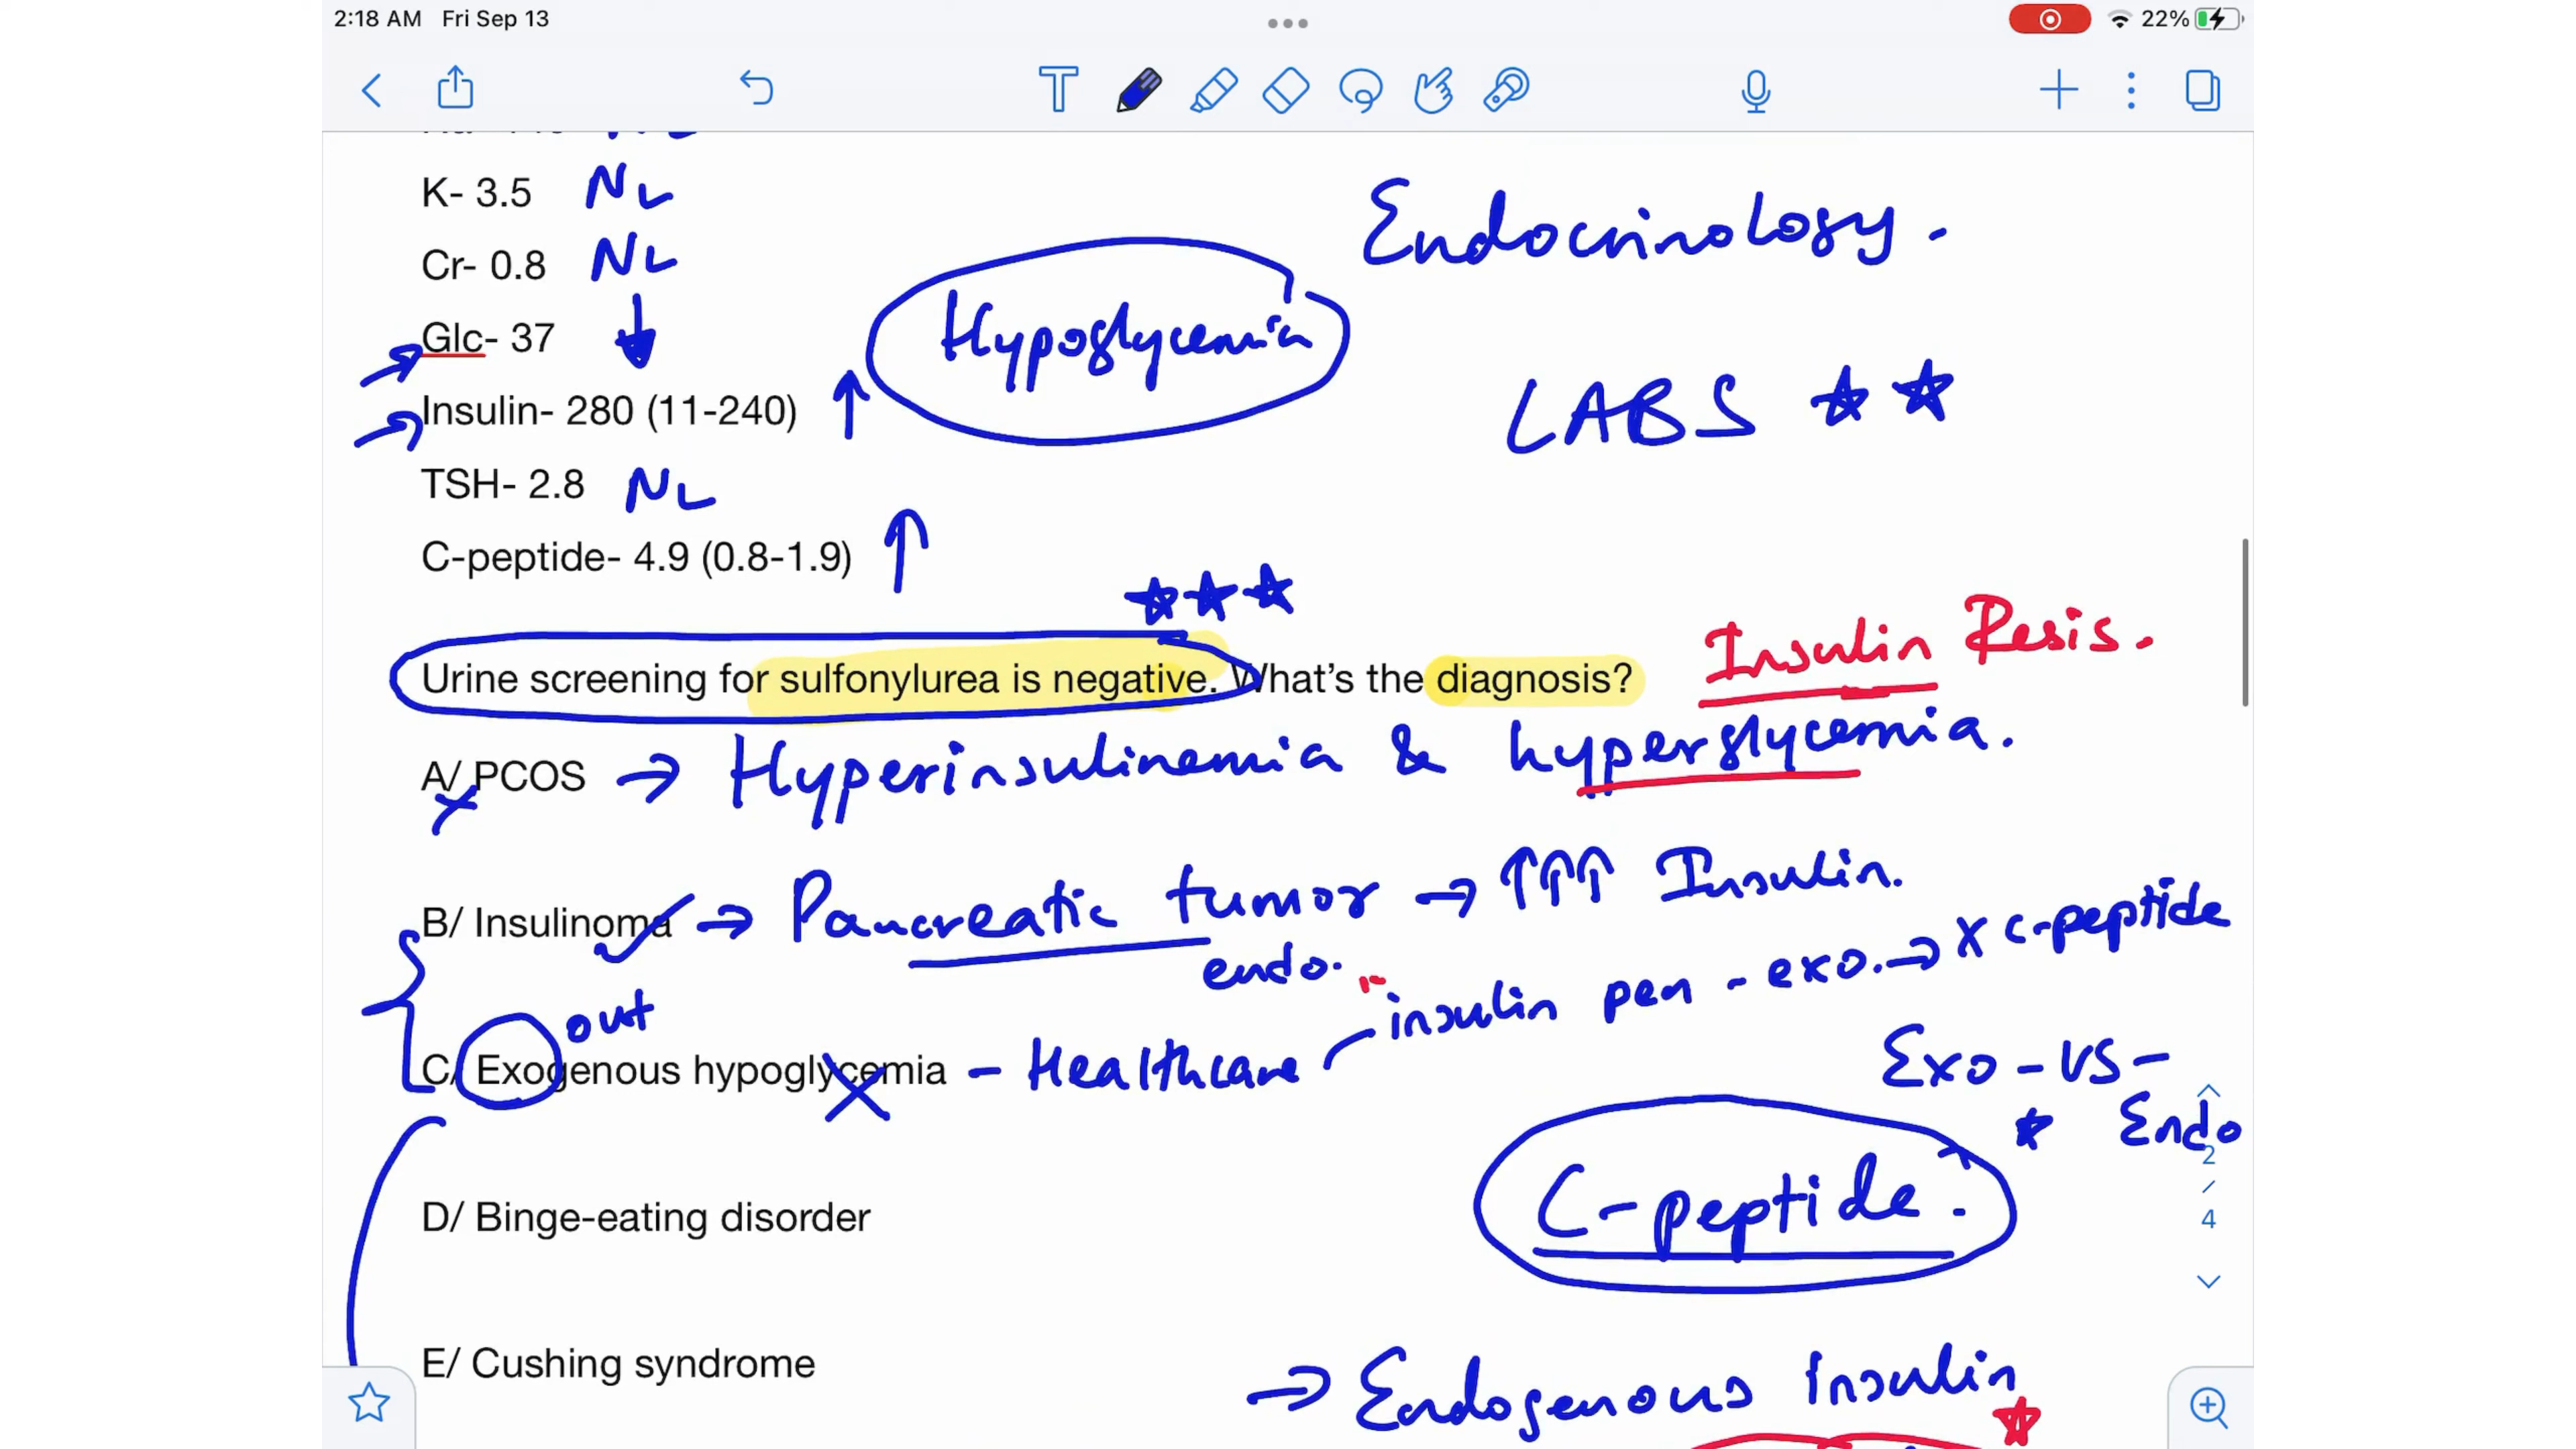 2:18 AM Fri Sep 13
22%
T
K- 3.5 NL
Endocrinology.
Cr- 0.8 NL
Hypoglycemia
Glc- 37
LABS
Insulin- 280 (11-240)
TSH- 2.8 NL
C-peptide- 4.9 (0.8-1.9)
Insulin Resis.
Urine screening for sulfonylurea is negative. What's the diagnosis?
A/ PCOS → Hyperinsulinemia & hyperglycemia.
B/ Insulinoma → Pancreatic tumor → ↑↑↑ Insulin.
endo.
insulin pen - exo. → X c-peptide
out
C/ Exogenous hypoglycemia - Healthcare
Exo - vs -
Endo
C-peptide.
2
/
4
D/ Binge-eating disorder
E/ Cushing syndrome
→ Endogenous insulin